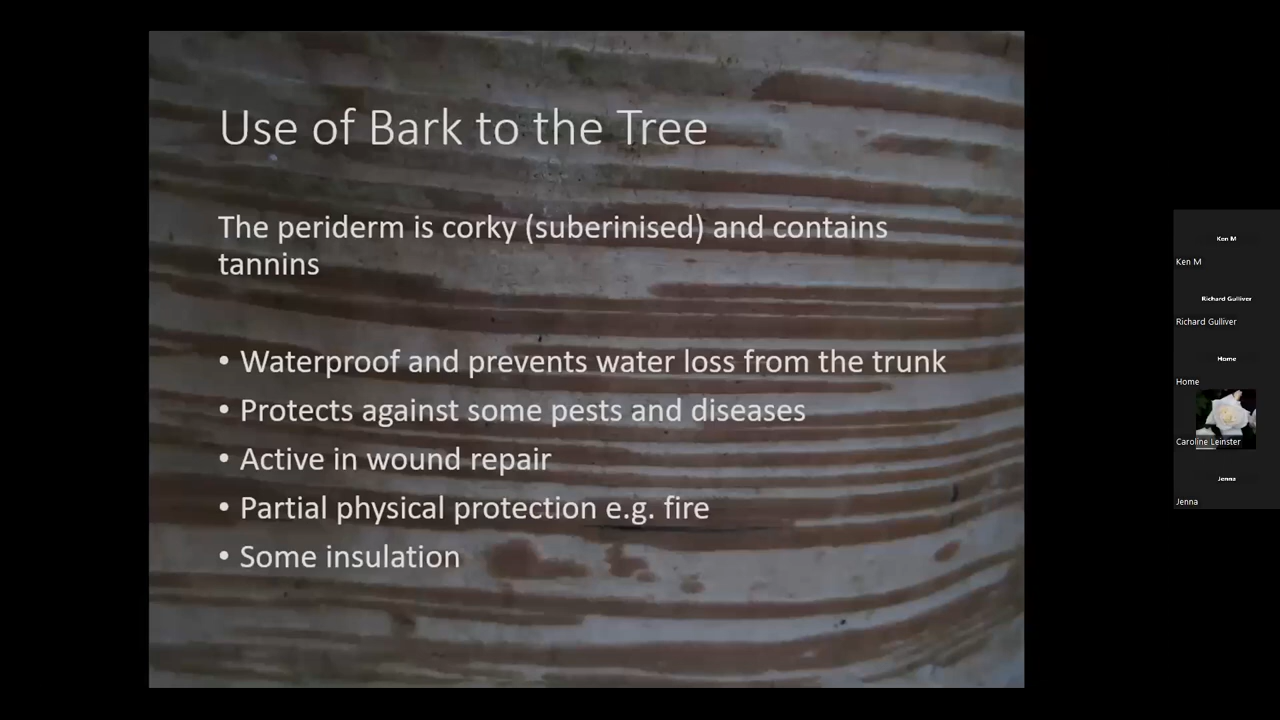 Use of Bark to the Tree
The periderm is corky (suberinised) and contains
tannins
• Waterproof and prevents water loss from the trunk
• Protects against some pests and diseases
• Active in wound repair
• Partial physical protection e.g. fire
• Some insulation
Ken M
Ken M
Richard Gulliver
Richard Gulliver
Home
Home
Caroline Leinster
Jenna
Jenna